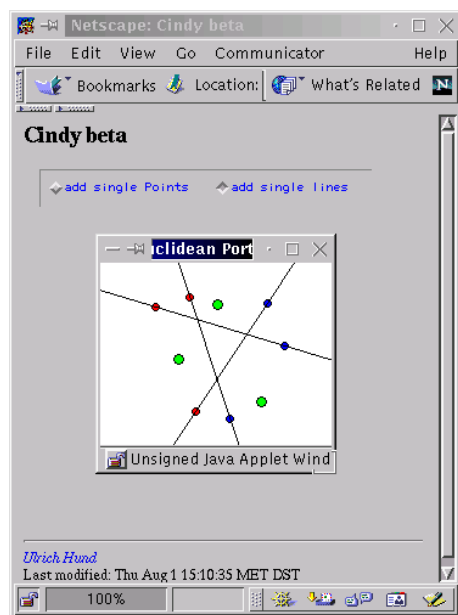 Netscape: Cindy beta
File Edit View Go Communicator Help
Bookmarks Location: What's Related N
Cindy beta
add single Points add single lines
uclidean Port
Unsigned Java Applet Wind
Ulrich Hund
Last modified: Thu Aug 1 15:10:35 MET DST
100%